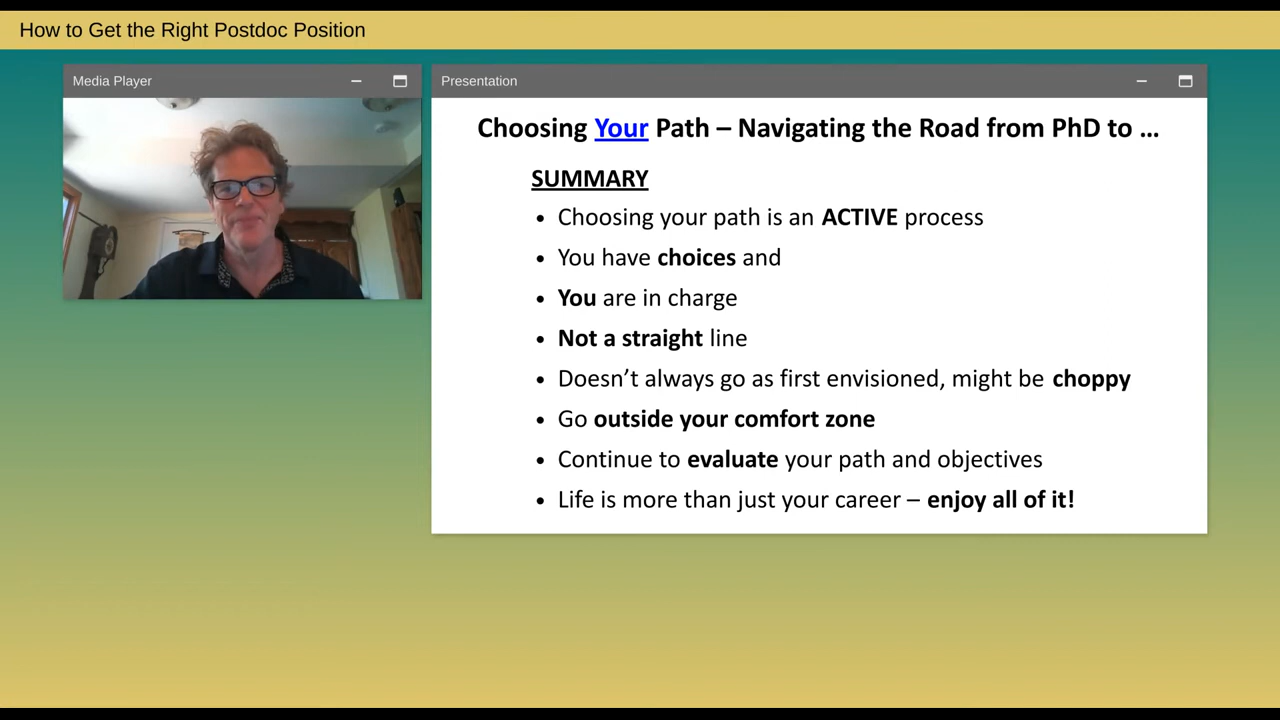 How to Get the Right Postdoc Position
Media Player
Presentation
Choosing Your Path – Navigating the Road from PhD to ...
SUMMARY
• Choosing your path is an ACTIVE process
• You have choices and
• You are in charge
• Not a straight line
• Doesn’t always go as first envisioned, might be choppy
• Go outside your comfort zone
• Continue to evaluate your path and objectives
• Life is more than just your career – enjoy all of it!